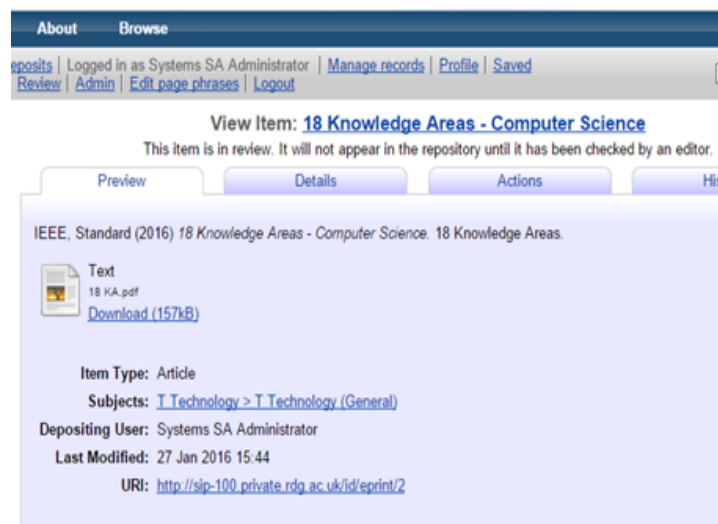 About Browse
eposits | Logged in as Systems SA Administrator | Manage records | Profile | Saved
Review | Admin | Edit page phrases | Logout
View Item: 18 Knowledge Areas - Computer Science
This item is in review. It will not appear in the repository until it has been checked by an editor.
Preview Details Actions His
IEEE, Standard (2016) 18 Knowledge Areas - Computer Science. 18 Knowledge Areas.
Text
18 KA.pdf
Download (157kB)
Item Type: Article
Subjects: T Technology > T Technology (General)
Depositing User: Systems SA Administrator
Last Modified: 27 Jan 2016 15:44
URI: http://sip-100.private.rdg.ac.uk/id/eprint/2